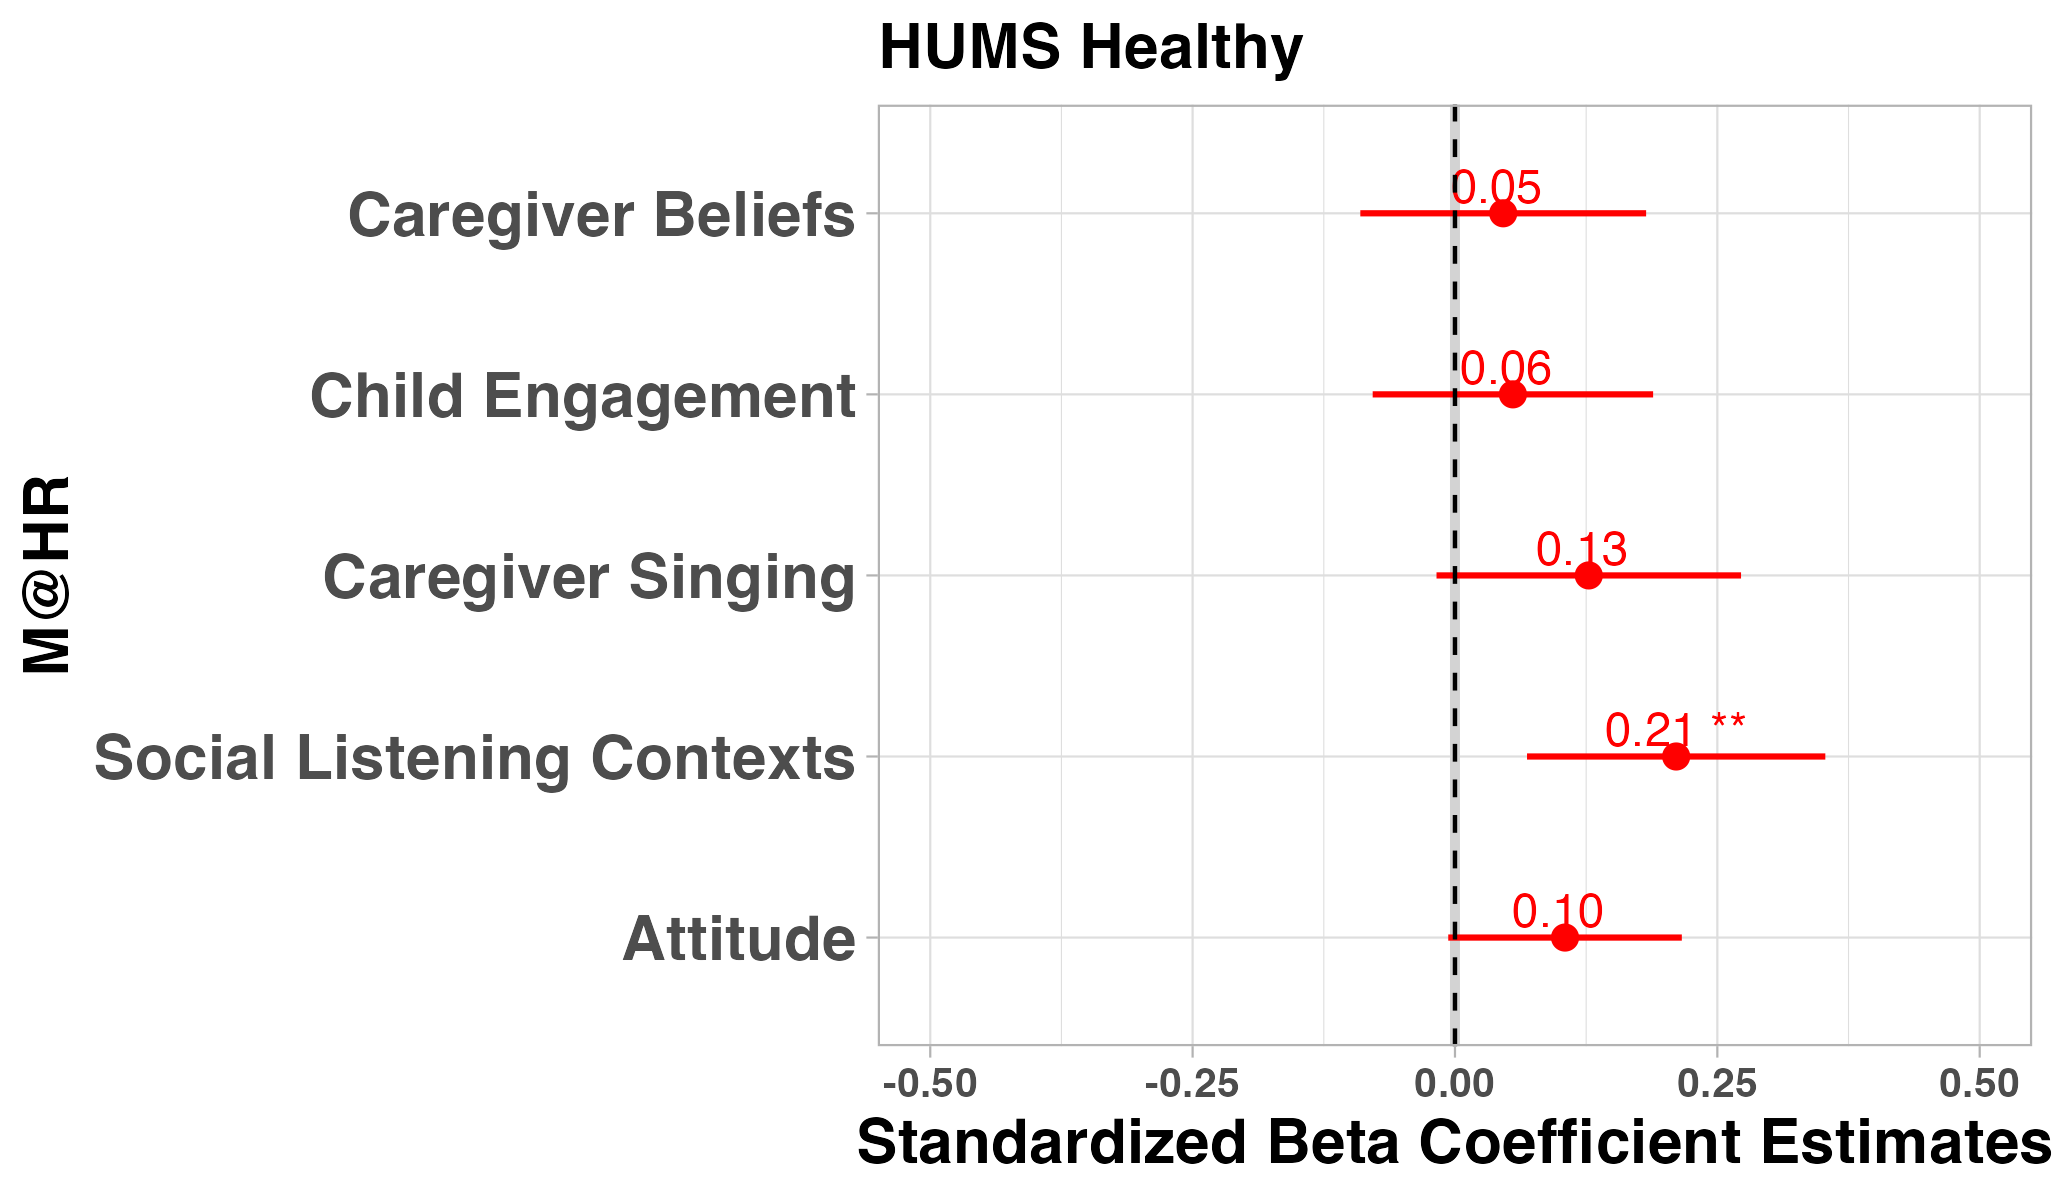 HUMS Healthy
M@HR
Caregiver Beliefs
0.05
Child Engagement
0.06
Caregiver Singing
0.13
Social Listening Contexts
0.21 **
Attitude
0.10
-0.50 -0.25 0.00 0.25 0.50
Standardized Beta Coefficient Estimates